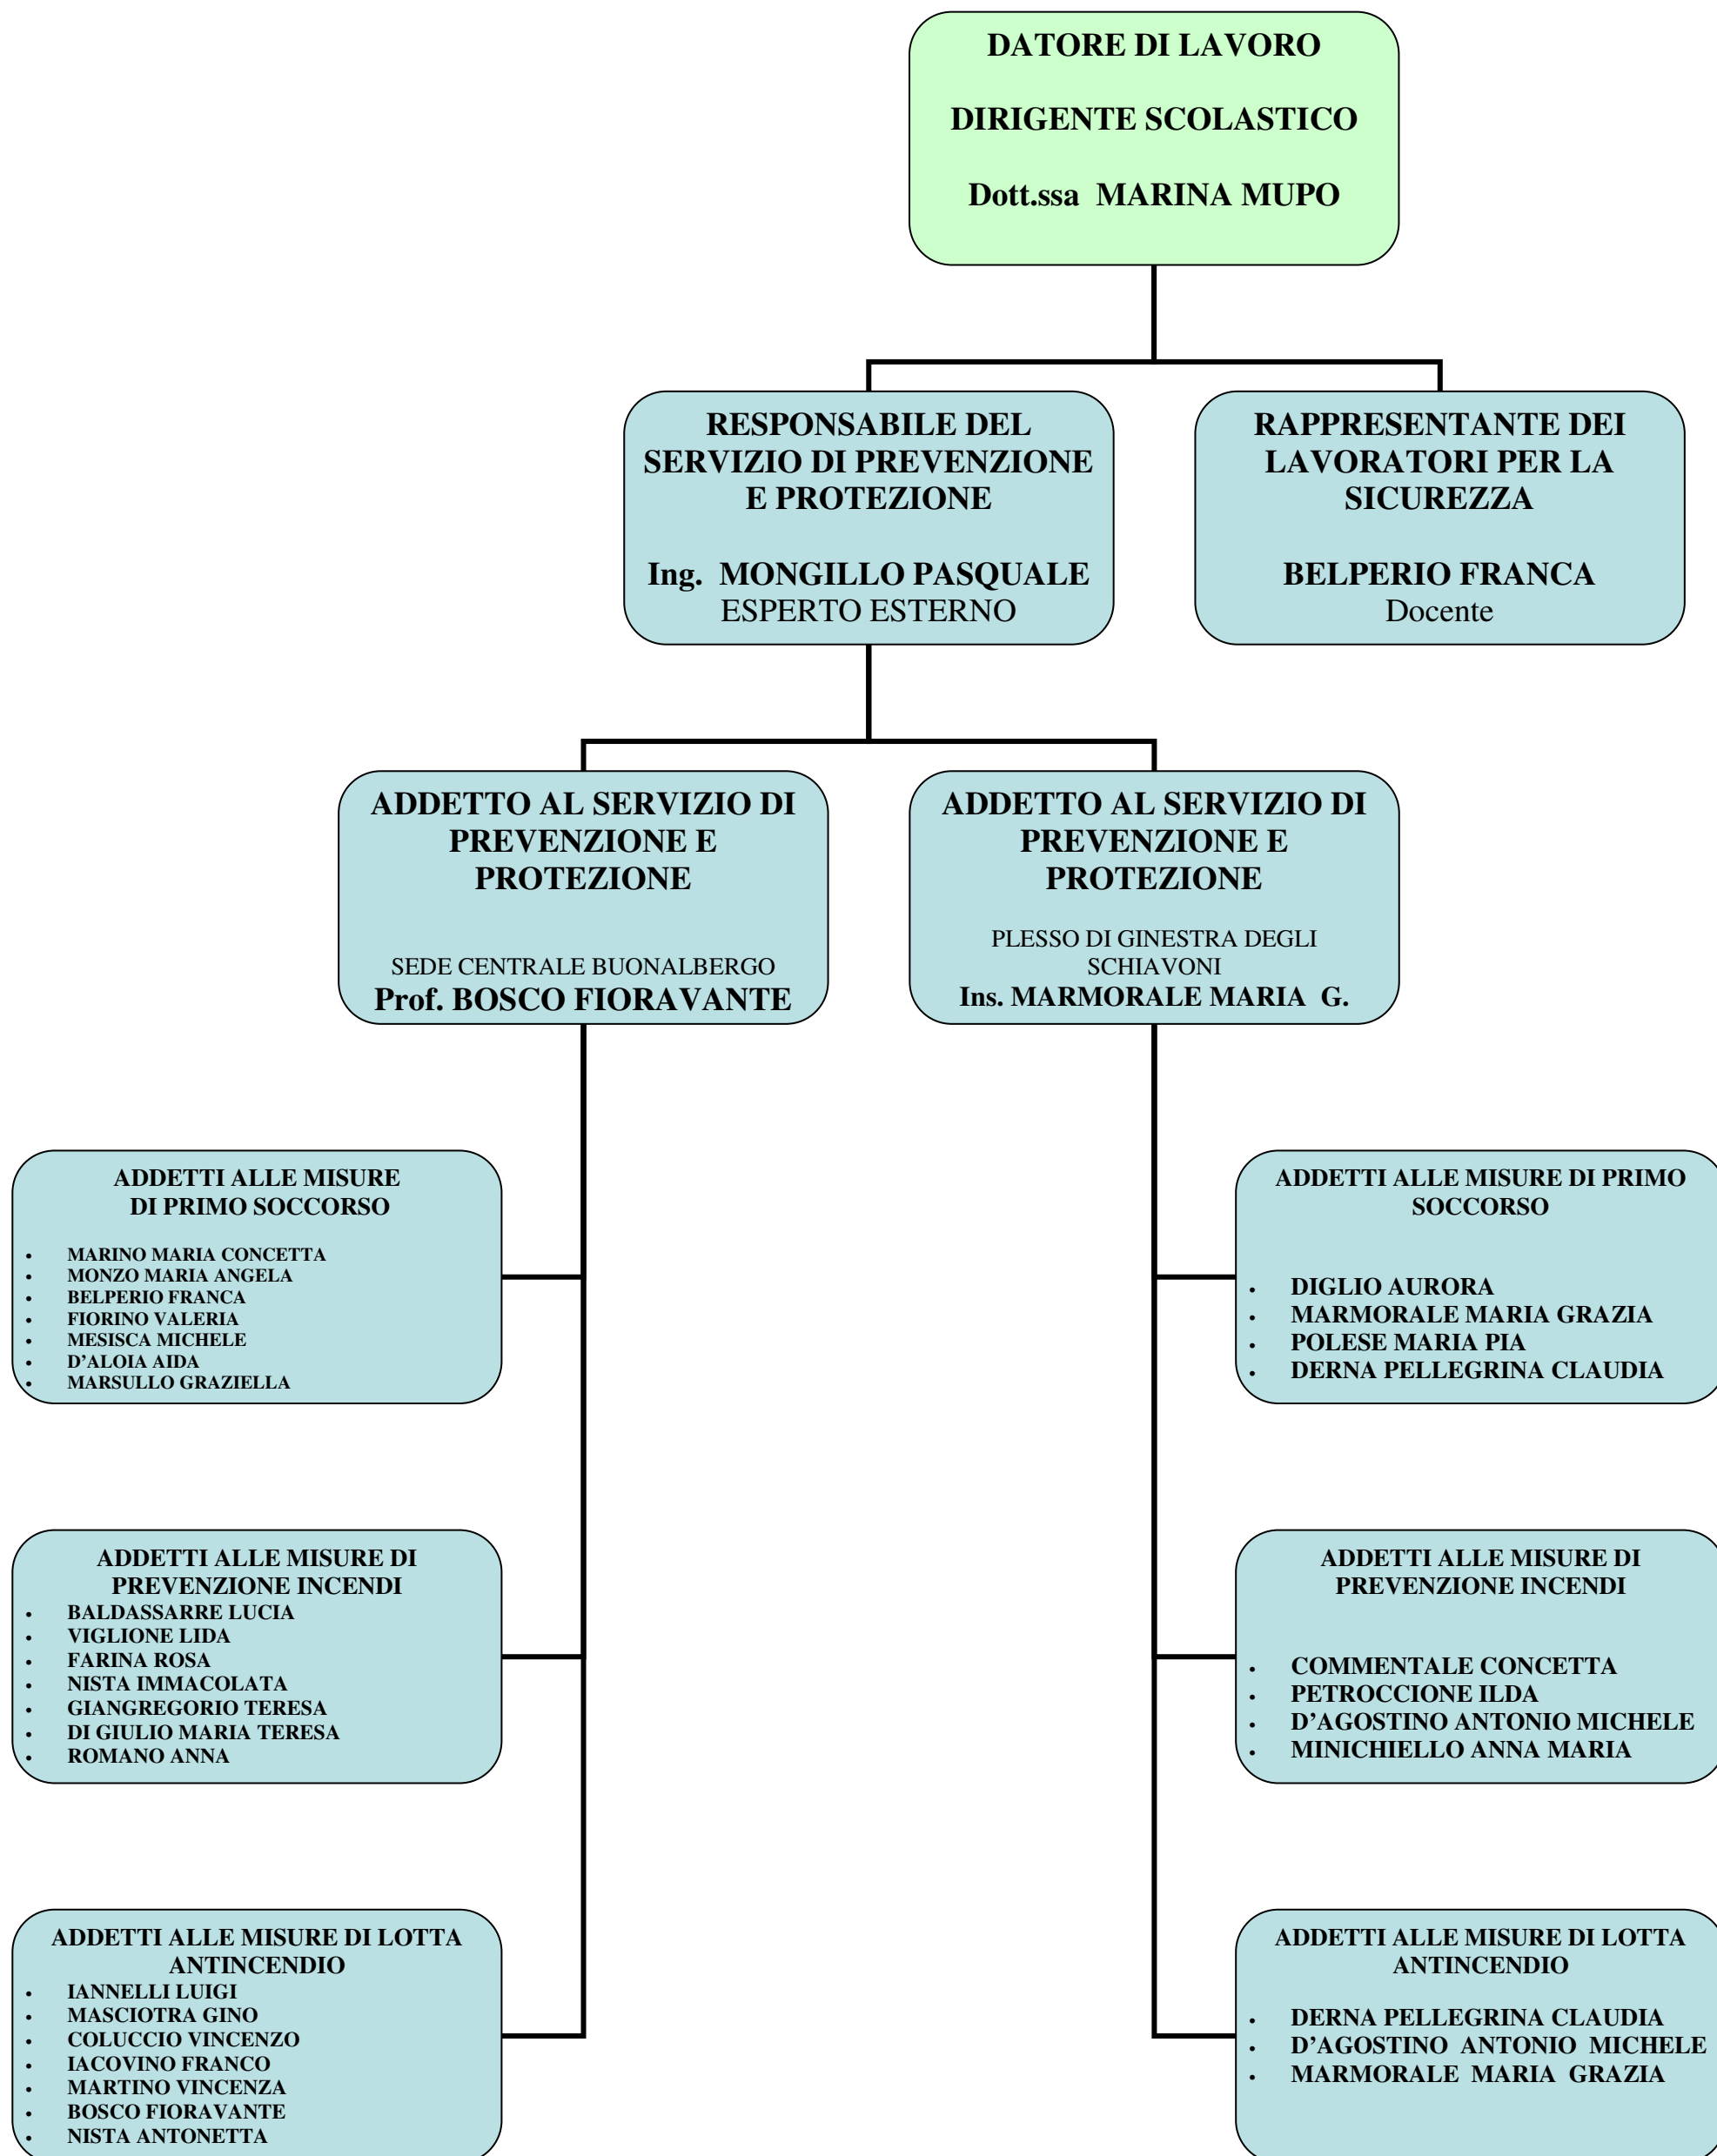 DATORE DI LAVORO
DIRIGENTE SCOLASTICO
Dott.ssa MARINA MUPO
RESPONSABILE DEL
SERVIZIO DI PREVENZIONE
E PROTEZIONE
Ing. MONGILLO PASQUALE
ESPERTO ESTERNO
RAPPRESENTANTE DEI
LAVORATORI PER LA
SICUREZZA
BELPERIO FRANCA
Docente
ADDETTO AL SERVIZIO DI
PREVENZIONE E
PROTEZIONE
SEDE CENTRALE BUONALBERGO
Prof. BOSCO FIORAVANTE
ADDETTO AL SERVIZIO DI
PREVENZIONE E
PROTEZIONE
PLESSO DI GINESTRA DEGLI
SCHIAVONI
Ins. MARMORALE MARIA G.
ADDETTI ALLE MISURE
DI PRIMO SOCCORSO
• MARINO MARIA CONCETTA
• MONZO MARIA ANGELA
• BELPERIO FRANCA
• FIORINO VALERIA
• MESISCA MICHELE
• D'ALOIA AIDA
• MARSULLO GRAZIELLA
ADDETTI ALLE MISURE DI PRIMO
SOCCORSO
• DIGLIO AURORA
• MARMORALE MARIA GRAZIA
• POLESE MARIA PIA
• DERNA PELLEGRINA CLAUDIA
ADDETTI ALLE MISURE DI
PREVENZIONE INCENDI
• BALDASSARRE LUCIA
• VIGLIONE LIDA
• FARINA ROSA
• NISTA IMMACOLATA
• GIANGREGORIO TERESA
• DI GIULIO MARIA TERESA
• ROMANO ANNA
ADDETTI ALLE MISURE DI
PREVENZIONE INCENDI
• COMMENTALE CONCETTA
• PETROCCIONE ILDA
• D'AGOSTINO ANTONIO MICHELE
• MINICHIELLO ANNA MARIA
ADDETTI ALLE MISURE DI LOTTA
ANTINCENDIO
• IANNELLI LUIGI
• MASCIOTRA GINO
• COLUCCIO VINCENZO
• IACOVINO FRANCO
• MARTINO VINCENZA
• BOSCO FIORAVANTE
• NISTA ANTONETTA
ADDETTI ALLE MISURE DI LOTTA
ANTINCENDIO
• DERNA PELLEGRINA CLAUDIA
• D'AGOSTINO ANTONIO MICHELE
• MARMORALE MARIA GRAZIA